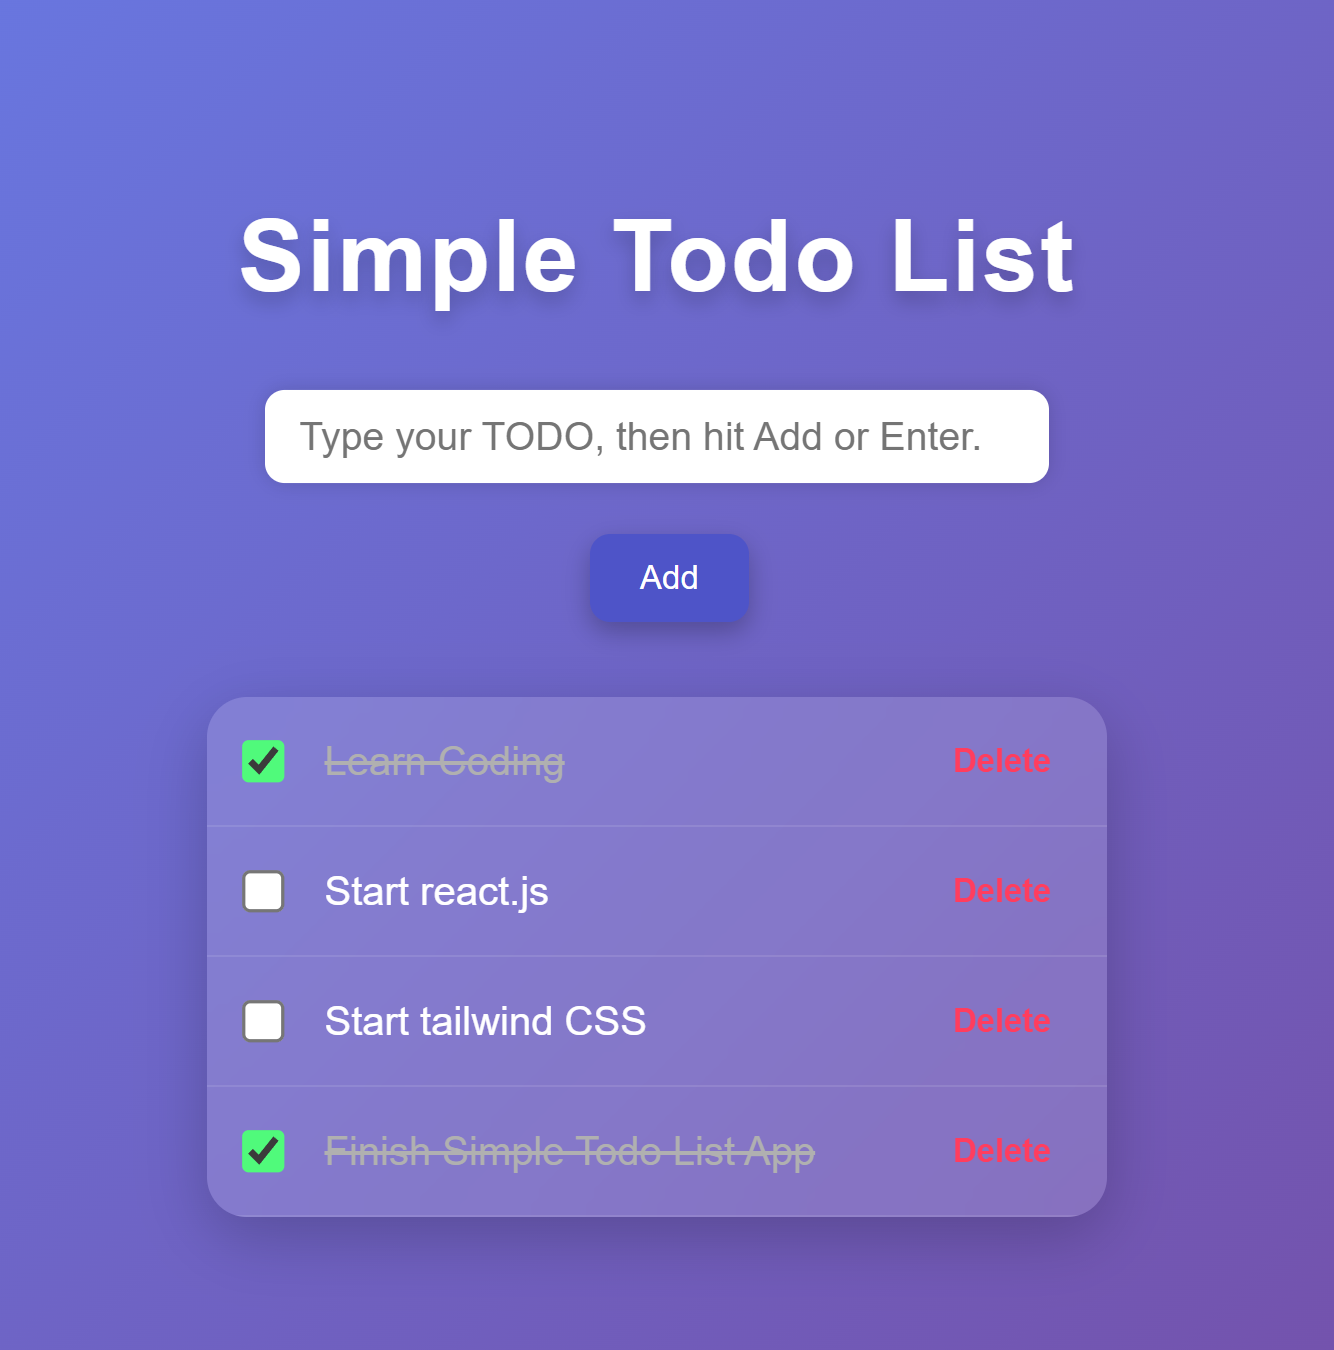 Simple Todo List
Type your TODO, then hit Add or Enter.
Add
Learn Coding Delete
Start react.js Delete
Start tailwind CSS Delete
Finish Simple Todo List App Delete